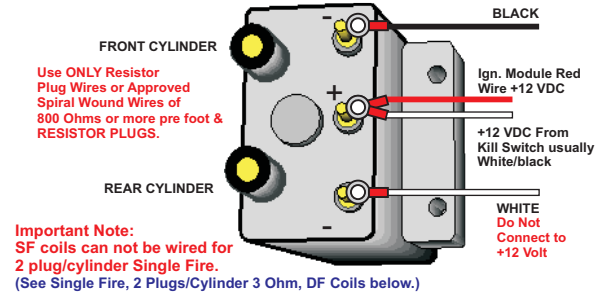 -
BLACK
FRONT CYLINDER
Use ONLY Resistor
Plug Wires or Approved
Spiral Wound Wires of
800 Ohms or more pre foot &
RESISTOR PLUGS.
+
Ign. Module Red
Wire +12 VDC
+12 VDC From
Kill Switch usually
White/black
REAR CYLINDER
-
WHITE
Do Not
Connect to
+12 Volt
Important Note:
SF coils can not be wired for
2 plug/cylinder Single Fire.
(See Single Fire, 2 Plugs/Cylinder 3 Ohm, DF Coils below.)